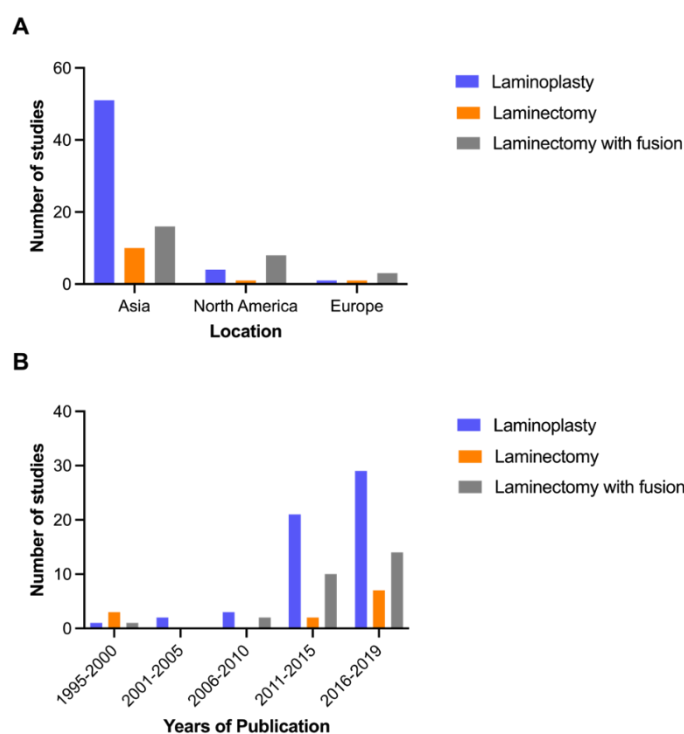 A
60
40
20
0
Number of studies
Asia
North America
Europe
Location
Laminoplasty
Laminectomy
Laminectomy with fusion
B
40
30
20
10
0
Number of studies
1995-2000
2001-2005
2006-2010
2011-2015
2016-2019
Years of Publication
Laminoplasty
Laminectomy
Laminectomy with fusion